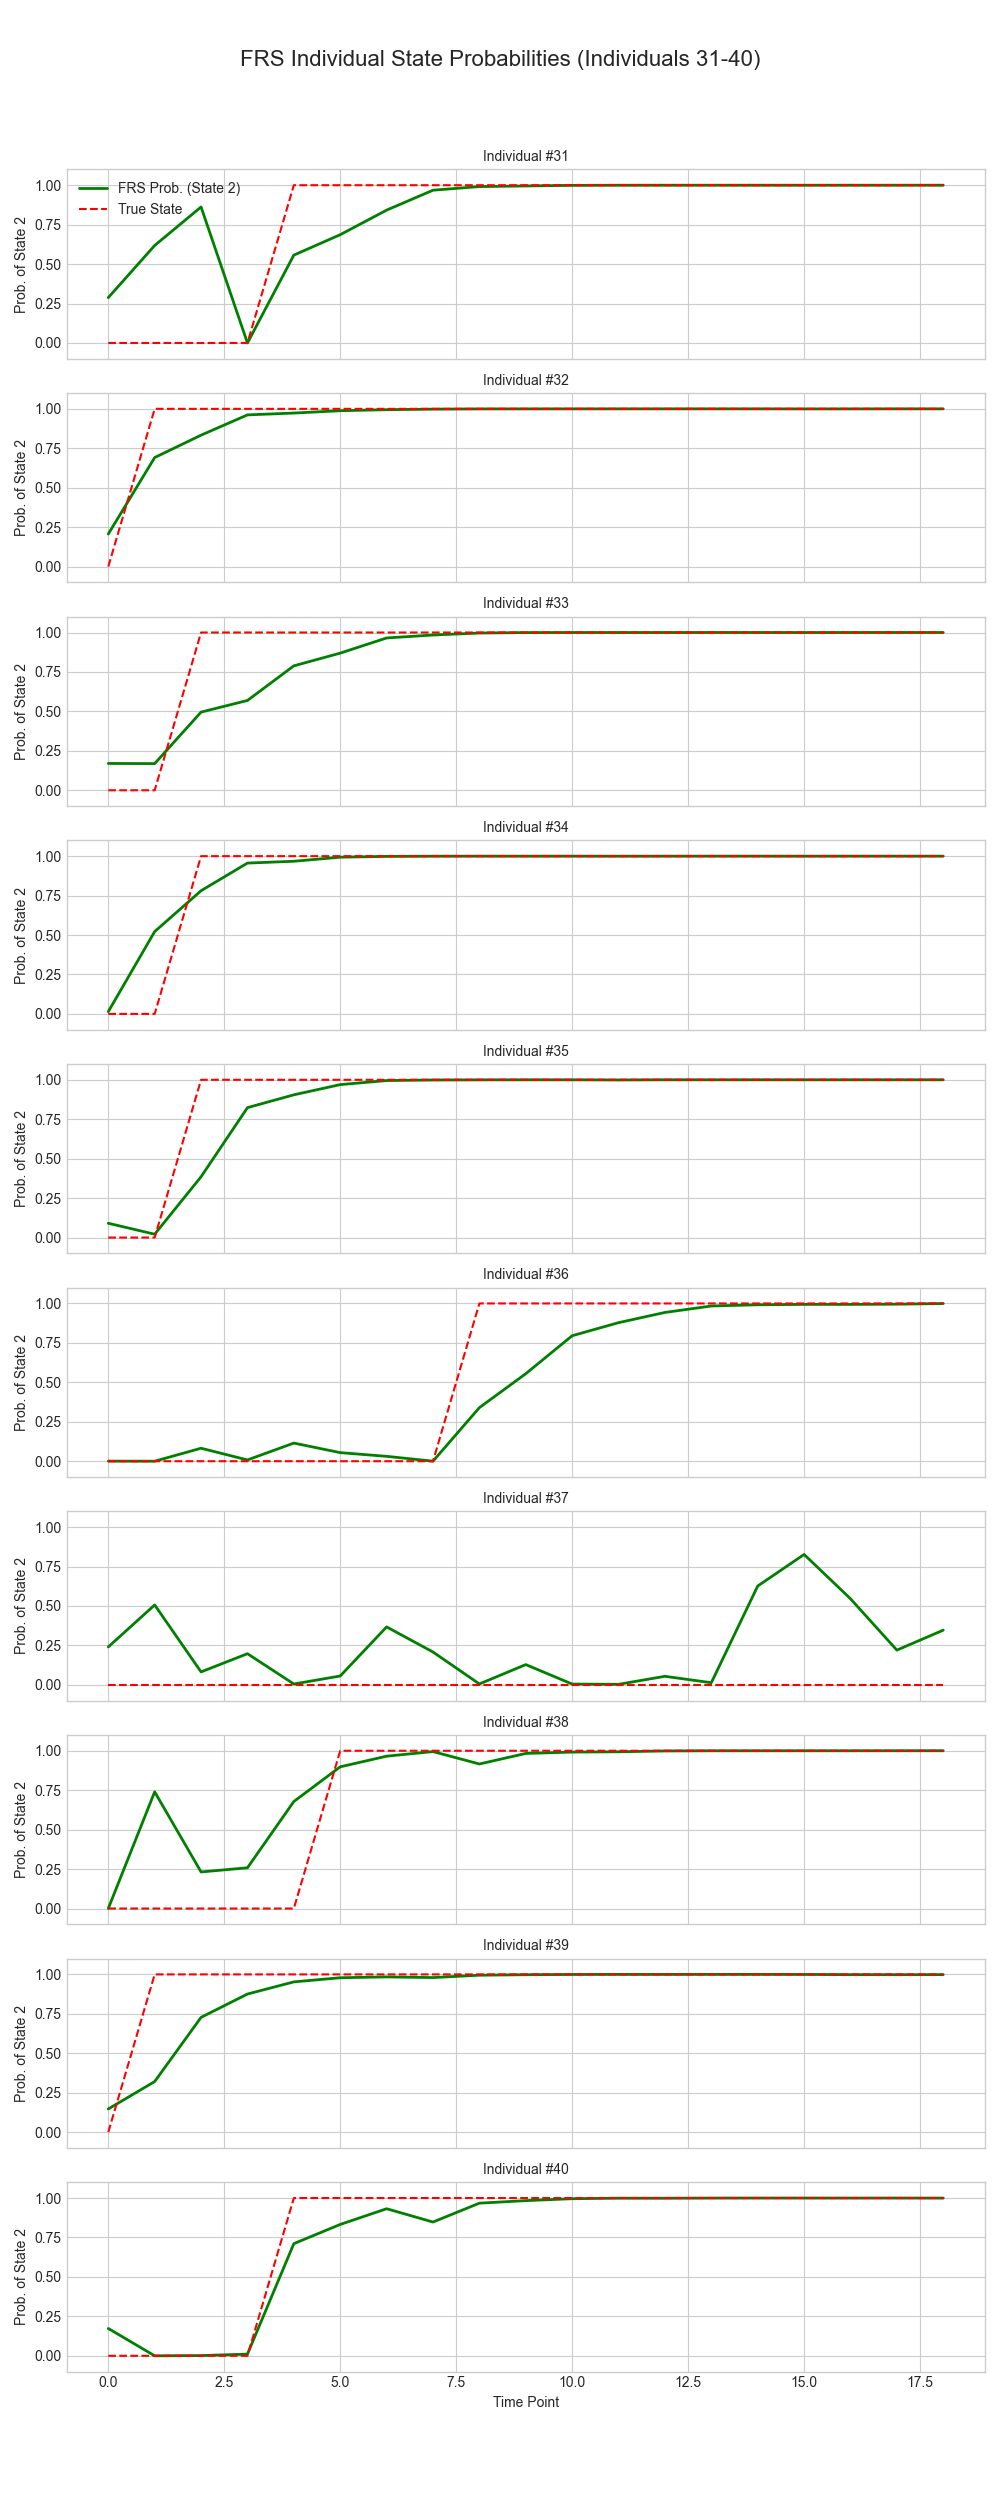 FRS Individual State Probabilities (Individuals 31-40)
Individual #31
FRS Prob. (State 2)
True State
Prob. of State 2
1.00
0.75
0.50
0.25
0.00
Individual #32
Prob. of State 2
1.00
0.75
0.50
0.25
0.00
Individual #33
Prob. of State 2
1.00
0.75
0.50
0.25
0.00
Individual #34
Prob. of State 2
1.00
0.75
0.50
0.25
0.00
Individual #35
Prob. of State 2
1.00
0.75
0.50
0.25
0.00
Individual #36
Prob. of State 2
1.00
0.75
0.50
0.25
0.00
Individual #37
Prob. of State 2
1.00
0.75
0.50
0.25
0.00
Individual #38
Prob. of State 2
1.00
0.75
0.50
0.25
0.00
Individual #39
Prob. of State 2
1.00
0.75
0.50
0.25
0.00
Individual #40
Prob. of State 2
1.00
0.75
0.50
0.25
0.00
0.0 2.5 5.0 7.5 10.0 12.5 15.0 17.5
Time Point